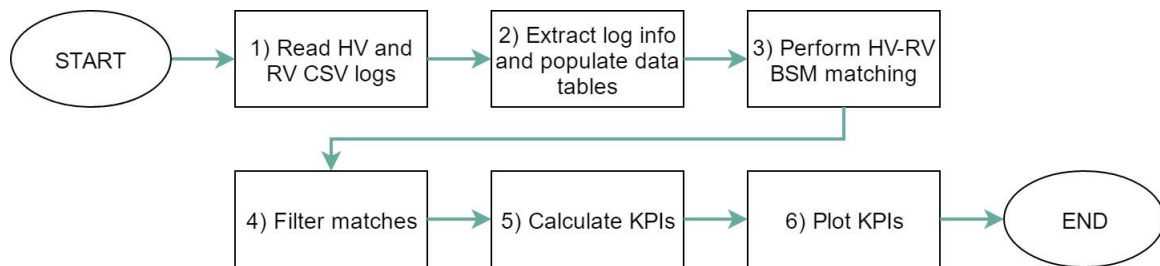 START
1) Read HV and
RV CSV logs
2) Extract log info
and populate data
tables
3) Perform HV-RV
BSM matching
4) Filter matches
5) Calculate KPIs
6) Plot KPIs
END